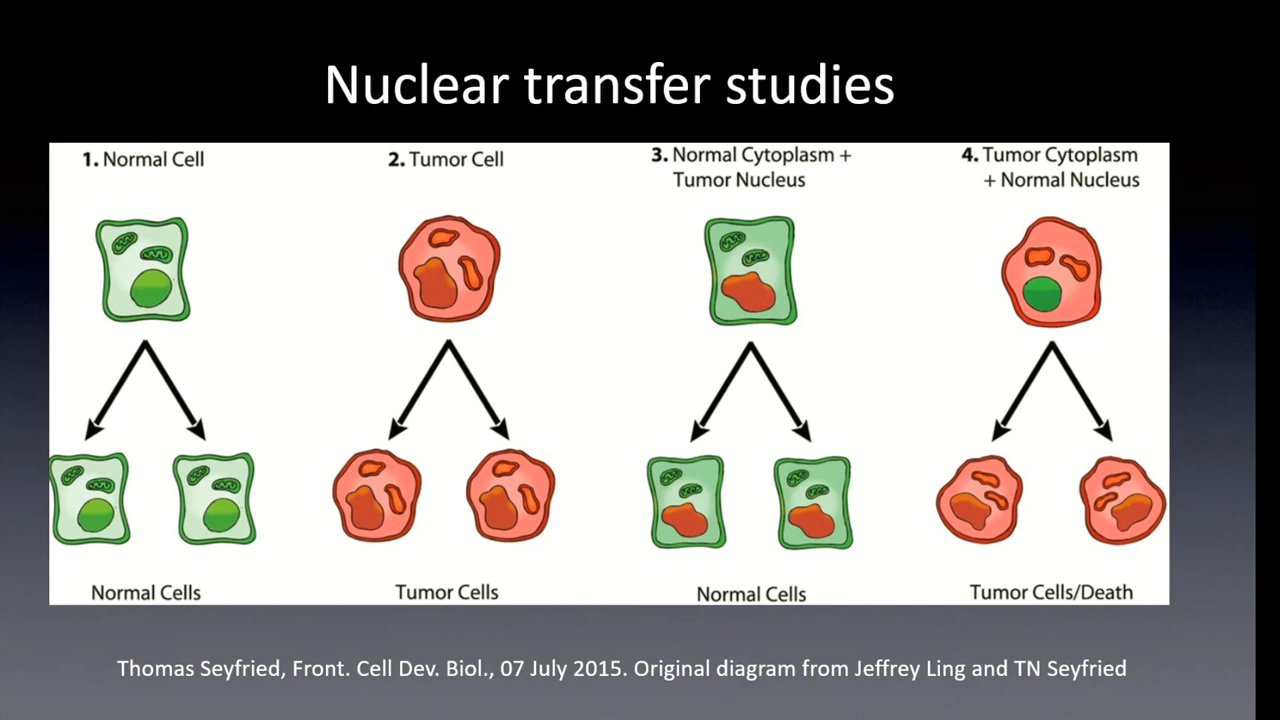 Nuclear transfer studies
1. Normal Cell
2. Tumor Cell
3. Normal Cytoplasm +
Tumor Nucleus
4. Tumor Cytoplasm
+ Normal Nucleus
Normal Cells
Tumor Cells
Normal Cells
Tumor Cells/Death
Thomas Seyfried, Front. Cell Dev. Biol., 07 July 2015. Original diagram from Jeffrey Ling and TN Seyfried